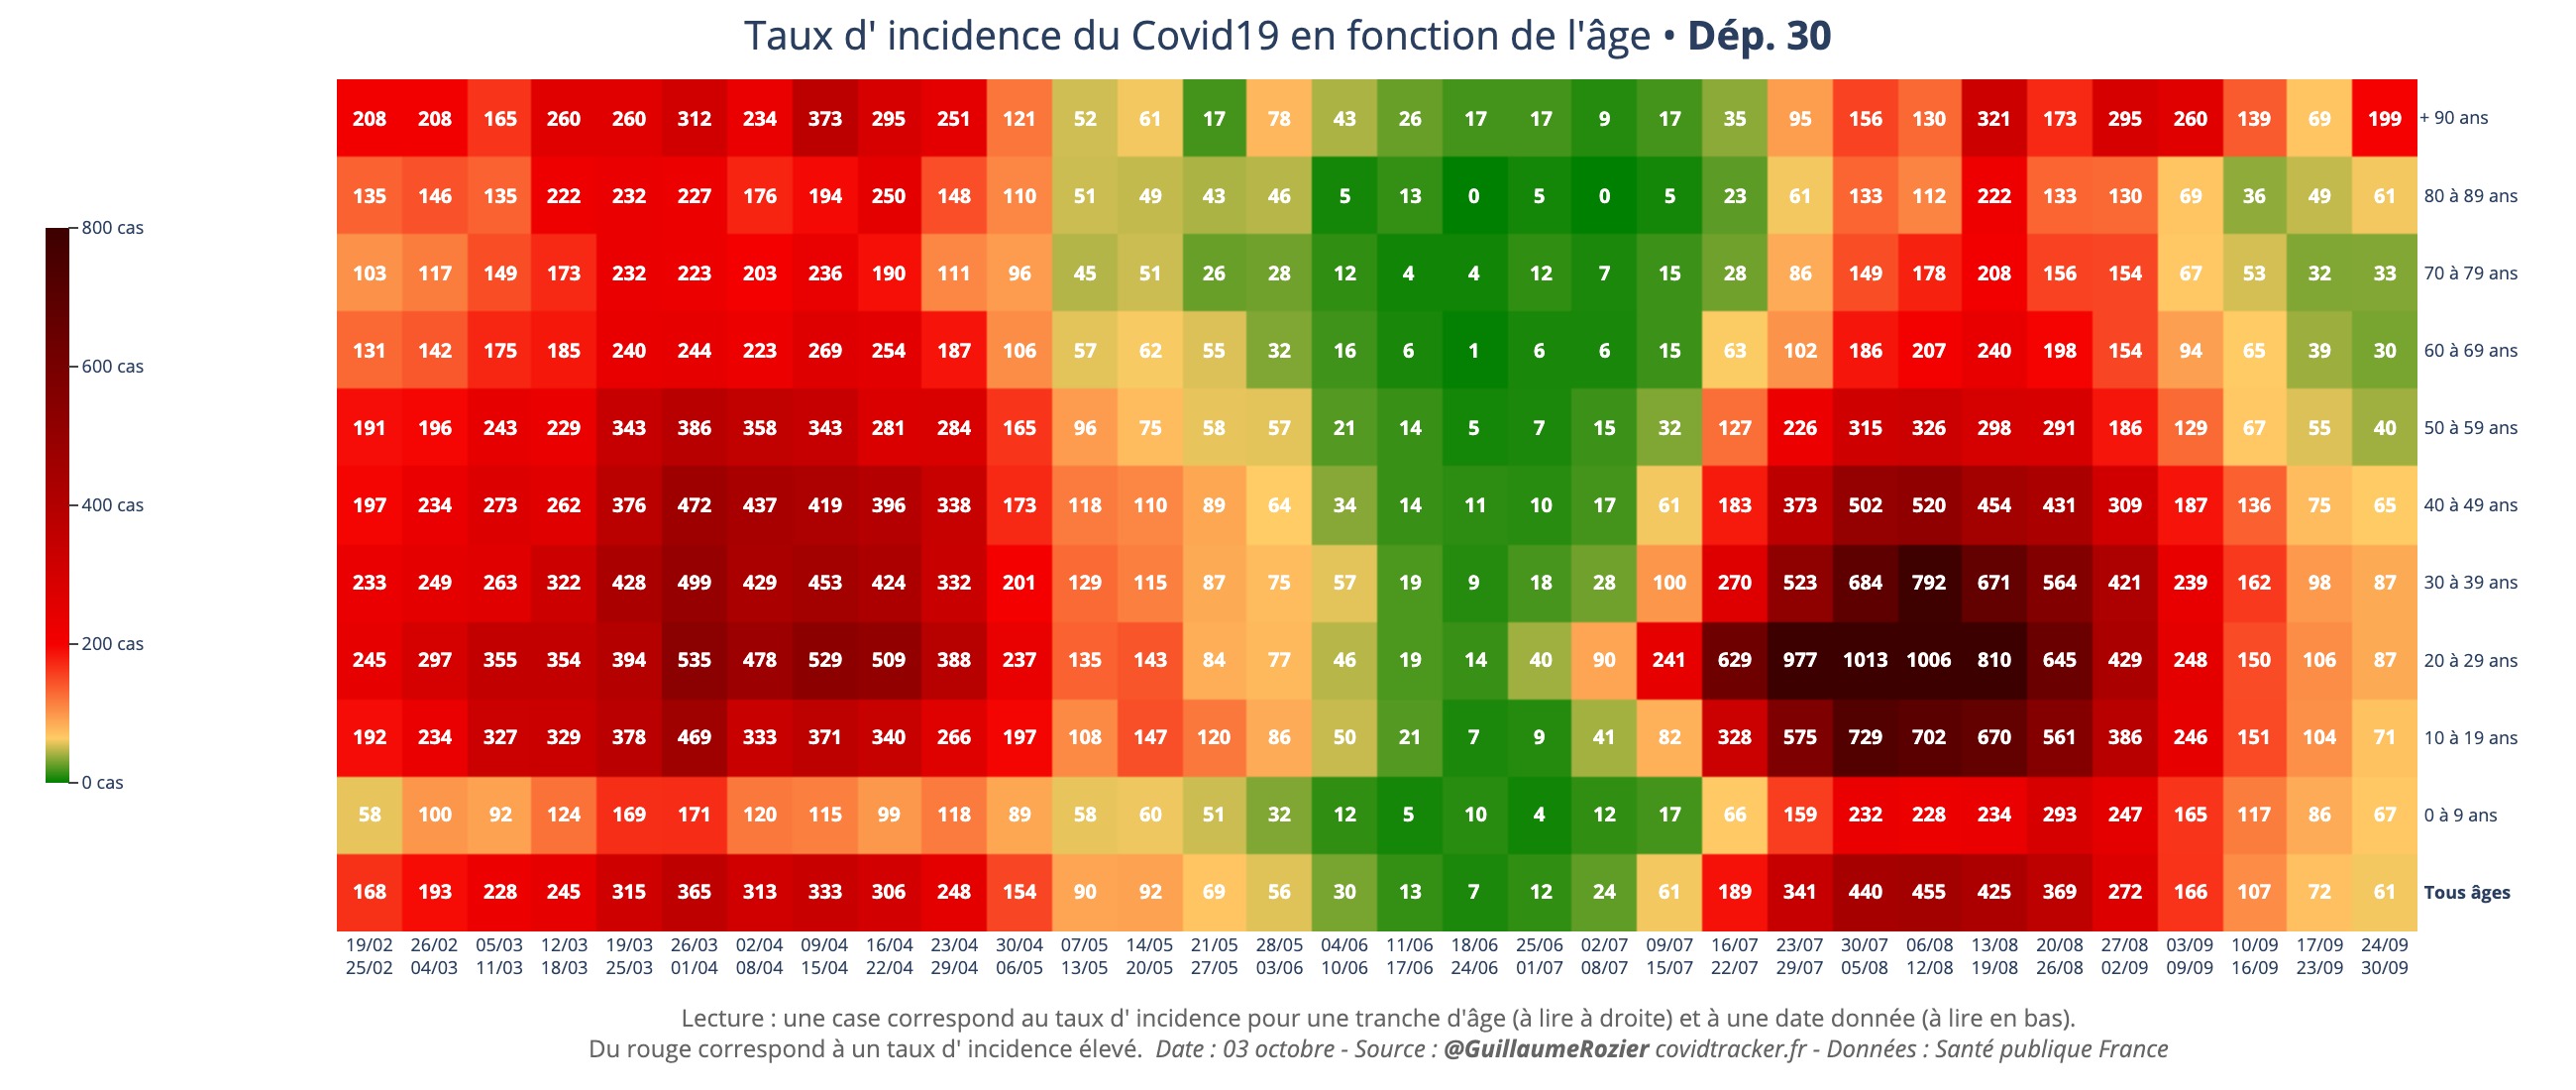 Taux d' incidence du Covid19 en fonction de l'âge • Dép. 30
208 208 165 260 260 312 234 373 295 251 121 52 61 17 78 43 26 17 17 9 17 35 95 156 130 321 173 295 260 139 69 199 + 90 ans
135 146 135 222 232 227 176 194 250 148 110 51 49 43 46 5 13 0 5 0 5 23 61 133 112 222 133 130 69 36 49 61 80 à 89 ans
800 cas
103 117 149 173 232 223 203 236 190 111 96 45 51 26 28 12 4 4 12 7 15 28 86 149 178 208 156 154 67 53 32 33 70 à 79 ans
131 142 175 185 240 244 223 269 254 187 106 57 62 55 32 16 6 1 6 6 15 63 102 186 207 240 198 154 94 65 39 30 60 à 69 ans
600 cas
191 196 243 229 343 386 358 343 281 284 165 96 75 58 57 21 14 5 7 15 32 127 226 315 326 298 291 186 129 67 55 40 50 à 59 ans
400 cas
197 234 273 262 376 472 437 419 396 338 173 118 110 89 64 34 14 11 10 17 61 183 373 502 520 454 431 309 187 136 75 65 40 à 49 ans
233 249 263 322 428 499 429 453 424 332 201 129 115 87 75 57 19 9 18 28 100 270 523 684 792 671 564 421 239 162 98 87 30 à 39 ans
200 cas
245 297 355 354 394 535 478 529 509 388 237 135 143 84 77 46 19 14 40 90 241 629 977 1013 1006 810 645 429 248 150 106 87 20 à 29 ans
192 234 327 329 378 469 333 371 340 266 197 108 147 120 86 50 21 7 9 41 82 328 575 729 702 670 561 386 246 151 104 71 10 à 19 ans
0 cas
58 100 92 124 169 171 120 115 99 118 89 58 60 51 32 12 5 10 4 12 17 66 159 232 228 234 293 247 165 117 86 67 0 à 9 ans
168 193 228 245 315 365 313 333 306 248 154 90 92 69 56 30 13 7 12 24 61 189 341 440 455 425 369 272 166 107 72 61 Tous âges
19/02 26/02 05/03 12/03 19/03 26/03 02/04 09/04 16/04 23/04 30/04 07/05 14/05 21/05 28/05 04/06 11/06 18/06 25/06 02/07 09/07 16/07 23/07 30/07 06/08 13/08 20/08 27/08 03/09 10/09 17/09 24/09
25/02 04/03 11/03 18/03 25/03 01/04 08/04 15/04 22/04 29/04 06/05 13/05 20/05 27/05 03/06 10/06 17/06 24/06 01/07 08/07 15/07 22/07 29/07 05/08 12/08 19/08 26/08 02/09 09/09 16/09 23/09 30/09
Lecture : une case correspond au taux d' incidence pour une tranche d'âge (à lire à droite) et à une date donnée (à lire en bas).
Du rouge correspond à un taux d' incidence élevé. Date : 03 octobre - Source : @GuillaumeRozier covidtracker.fr - Données : Santé publique France